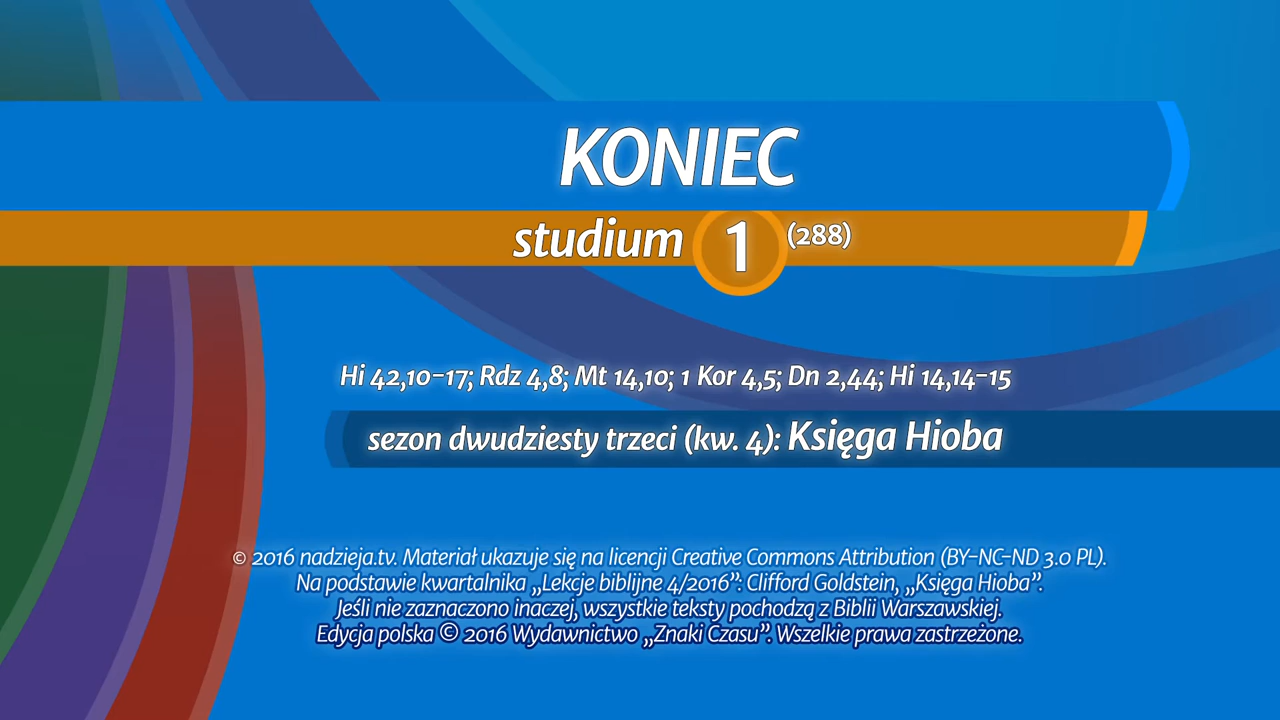 KONIEC
studium 1 (288)
Hi 42,10-17; Rdz 4,8; Mt 14,10; 1 Kor 4,5; Dn 2,44; Hi 14,14-15
sezon dwudziesty trzeci (kw. 4): Księga Hioba
© 2016 nadzieja.tv. Materiał ukazuje się na licencji Creative Commons Attribution (BY-NC-ND 3.0 PL).
Na podstawie kwartalnika „Lekcje biblijne 4/2016”: Clifford Goldstein, „Księga Hioba”.
Jeśli nie zaznaczono inaczej, wszystkie teksty pochodzą z Biblii Warszawskiej.
Edycja polska © 2016 Wydawnictwo „Znaki Czasu”. Wszelkie prawa zastrzeżone.